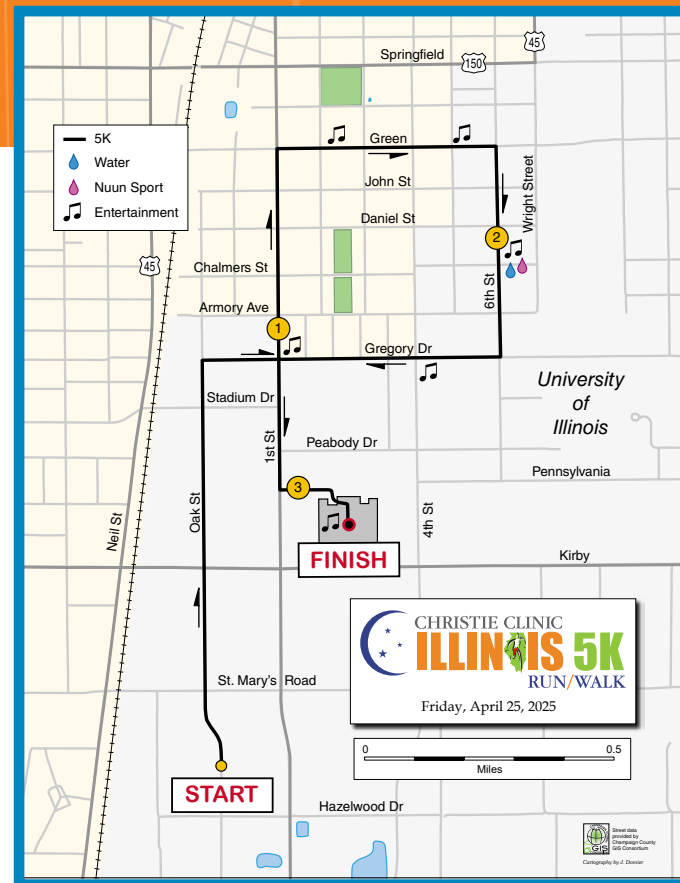 45
Springfield
150
5K
Water
Nuun Sport
Entertainment
Green
John St
Wright Street
Daniel St
2
45
Chalmers St
6th St
Armory Ave
1
Gregory Dr
University
of
Illinois
Stadium Dr
1st St
Peabody Dr
Pennsylvania
3
Oak St
4th St
Neil St
FINISH
Kirby
CHRISTIE CLINIC
ILLINOIS 5K
RUN/WALK
Friday, April 25, 2025
St. Mary's Road
0 0.5
Miles
START
Hazelwood Dr
GIS
Street data
provided by
Champaign County
GIS Consortium
Cartography by J. Domier